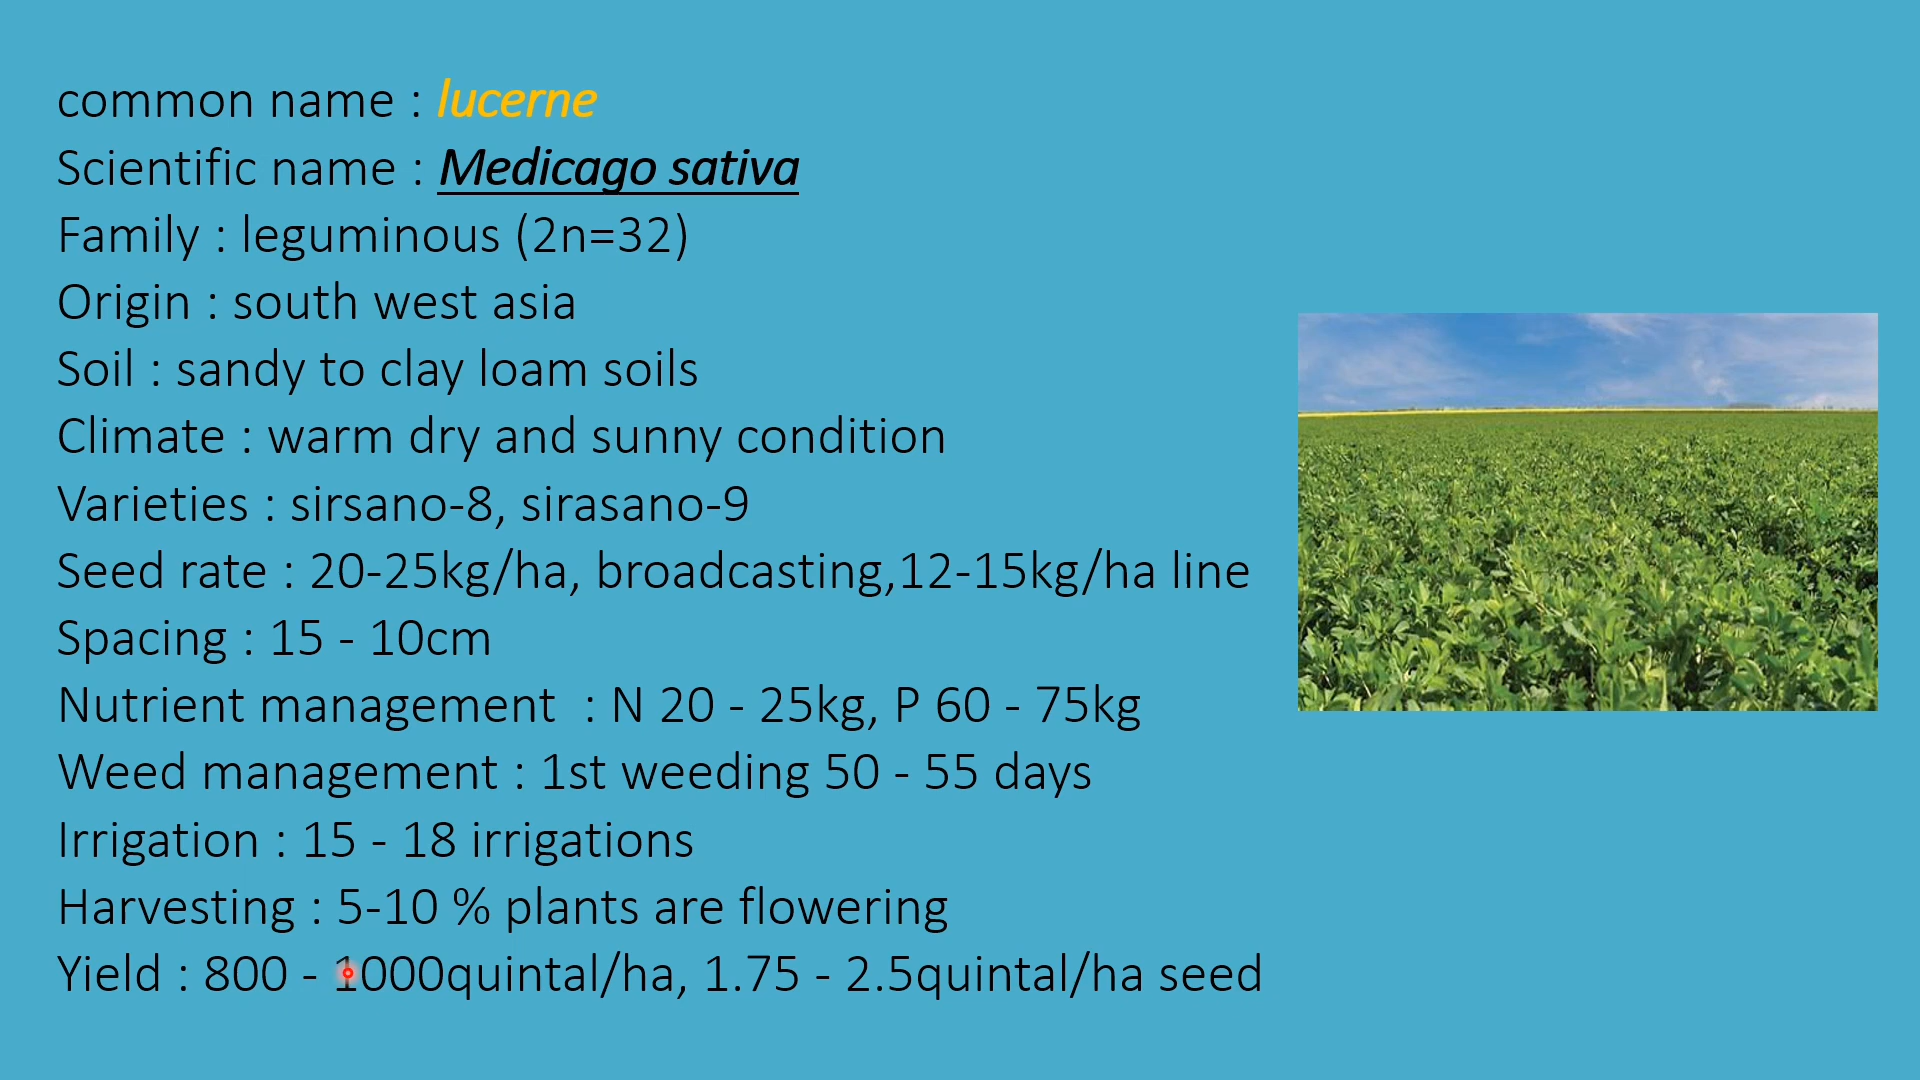 common name : lucerne
Scientific name : Medicago sativa
Family : leguminous (2n=32)
Origin : south west asia
Soil : sandy to clay loam soils
Climate : warm dry and sunny condition
Varieties : sirsano-8, sirasano-9
Seed rate : 20-25kg/ha, broadcasting,12-15kg/ha line
Spacing : 15 - 10cm
Nutrient management  : N 20 - 25kg, P 60 - 75kg
Weed management : 1st weeding 50 - 55 days
Irrigation : 15 - 18 irrigations
Harvesting : 5-10 % plants are flowering
Yield : 800 - 1000quintal/ha, 1.75 - 2.5quintal/ha seed